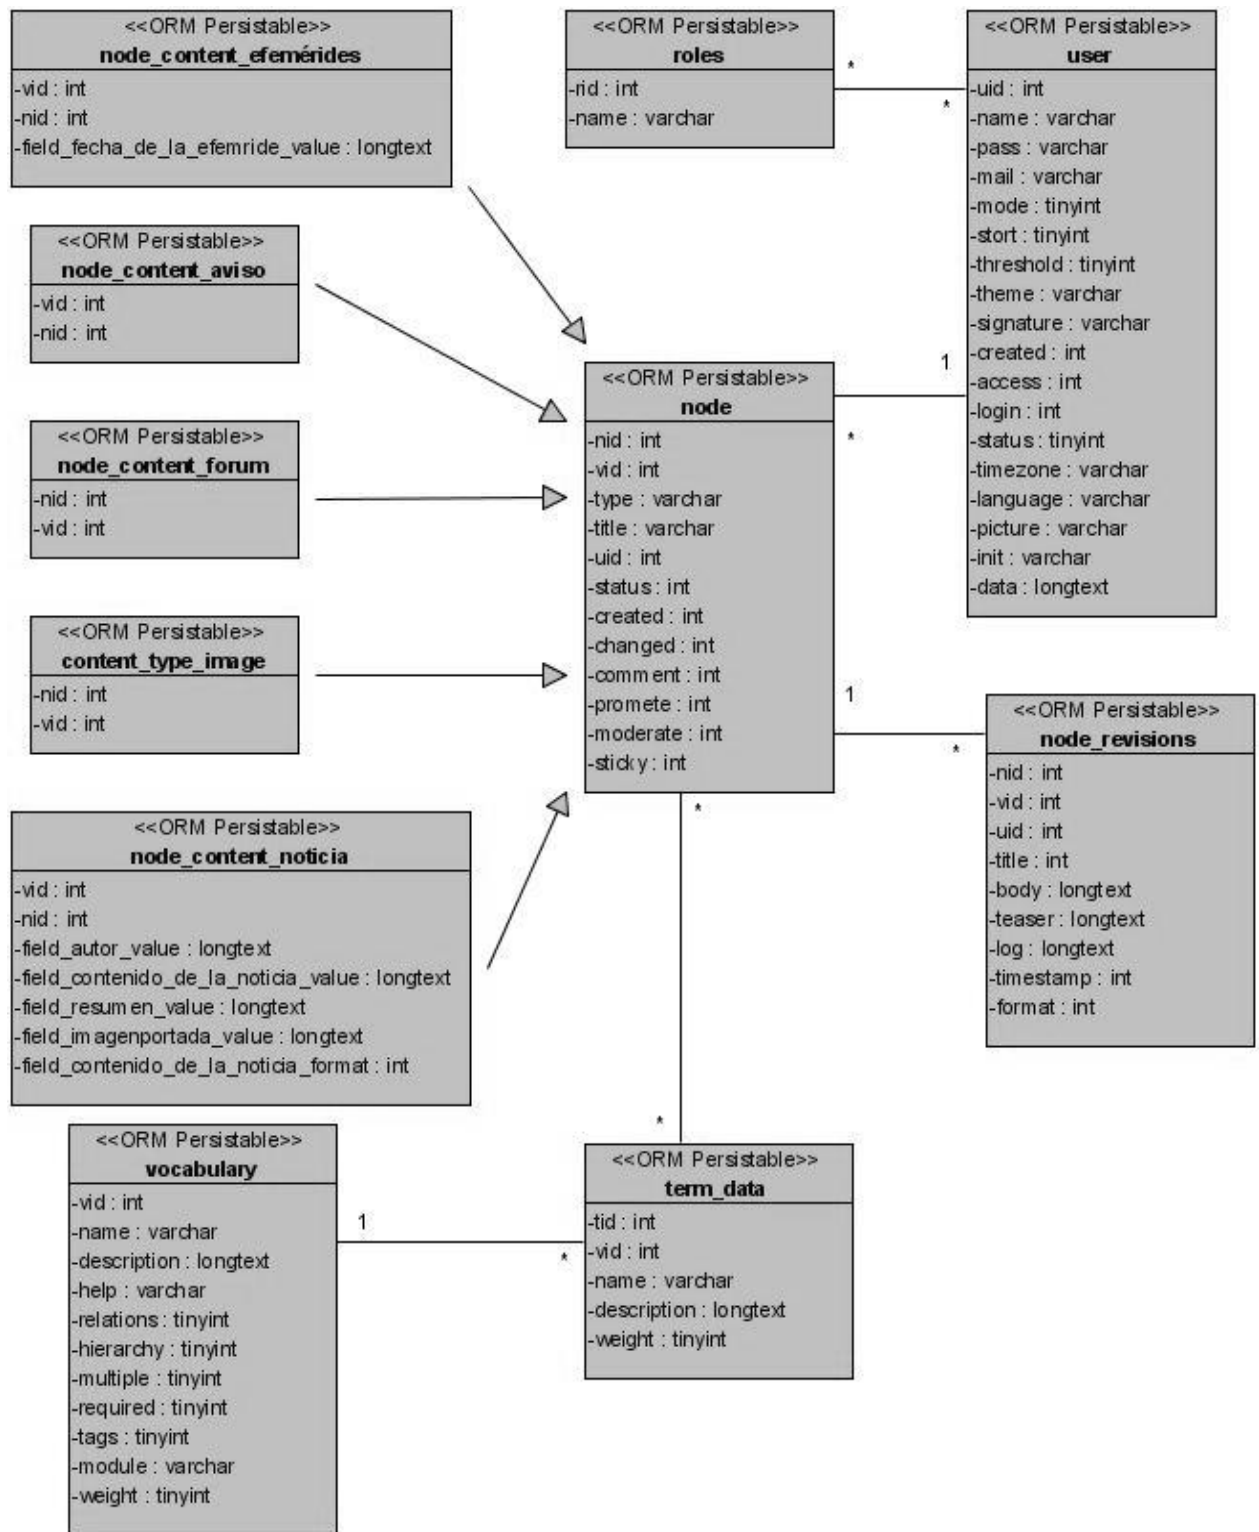 <<ORM Persistable>>
node_content_efemérides
-vid : int
-nid : int
-field_fecha_de_la_efemride_value : longtext
<<ORM Persistable>>
roles
-rid : int
-name : varchar
*
*
<<ORM Persistable>>
user
-uid : int
-name : varchar
-pass : varchar
-mail : varchar
-mode : tinyint
-stort : tinyint
-threshold : tinyint
-theme : varchar
-signature : varchar
-created : int
-access : int
-login : int
-status : tinyint
-timezone : varchar
-language : varchar
-picture : varchar
-init : varchar
-data : longtext
<<ORM Persistable>>
node_content_aviso
-vid : int
-nid : int
<<ORM Persistable>>
node_content_forum
-nid : int
-vid : int
<<ORM Persistable>>
content_type_image
-nid : int
-vid : int
<<ORM Persistable>>
node
-nid : int
-vid : int
-type : varchar
-title : varchar
-uid : int
-status : int
-created : int
-changed : int
-comment : int
-promete : int
-moderate : int
-sticky : int
1
*
1
*
*
*
<<ORM Persistable>>
node_revisions
-nid : int
-vid : int
-uid : int
-title : int
-body : longtext
-teaser : longtext
-log : longtext
-timestamp : int
-format : int
<<ORM Persistable>>
node_content_noticia
-vid : int
-nid : int
-field_autor_value : longtext
-field_contenido_de_la_noticia_value : longtext
-field_resumen_value : longtext
-field_imagenportada_value : longtext
-field_contenido_de_la_noticia_format : int
<<ORM Persistable>>
vocabulary
-vid : int
-name : varchar
-description : longtext
-help : varchar
-relations : tinyint
-hierarchy : tinyint
-multiple : tinyint
-required : tinyint
-tags : tinyint
-module : varchar
-weight : tinyint
1
*
<<ORM Persistable>>
term_data
-tid : int
-vid : int
-name : varchar
-description : longtext
-weight : tinyint